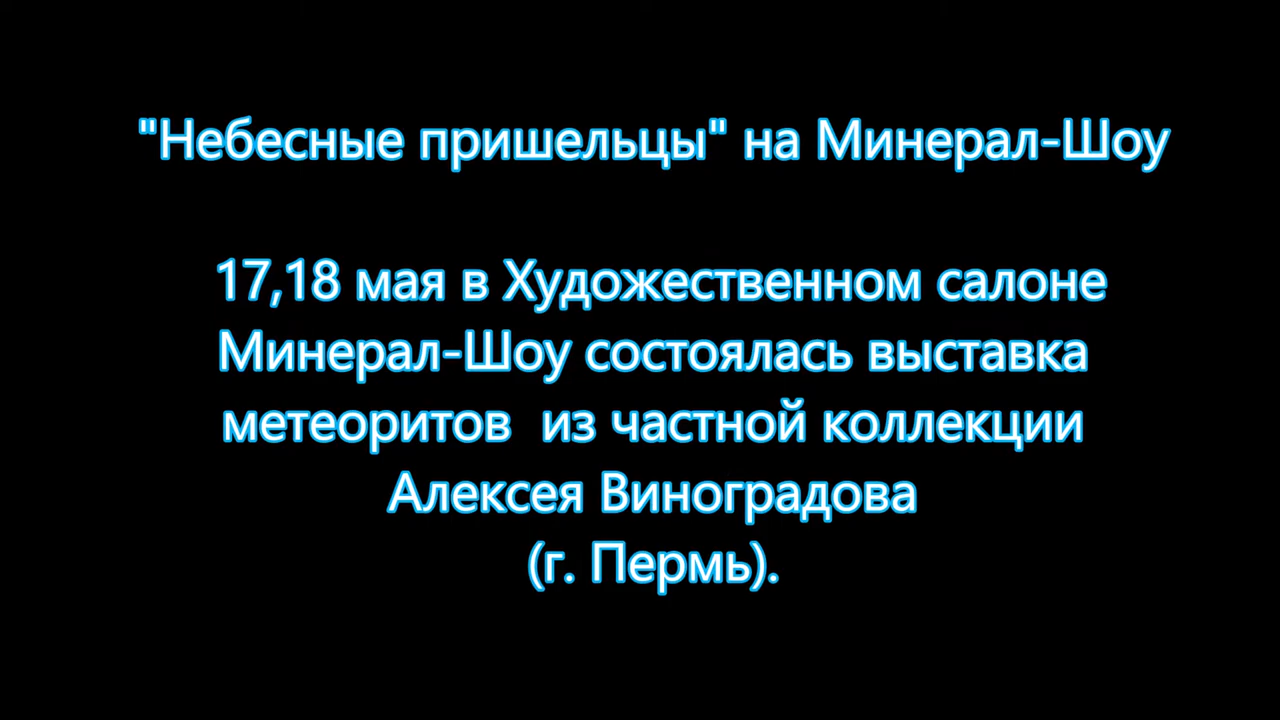 "Небесные пришельцы" на Минерал-Шоу
17,18 мая в Художественном салоне
Минерал-Шоу состоялась выставка
метеоритов из частной коллекции
Алексея Виноградова
(г. Пермь).